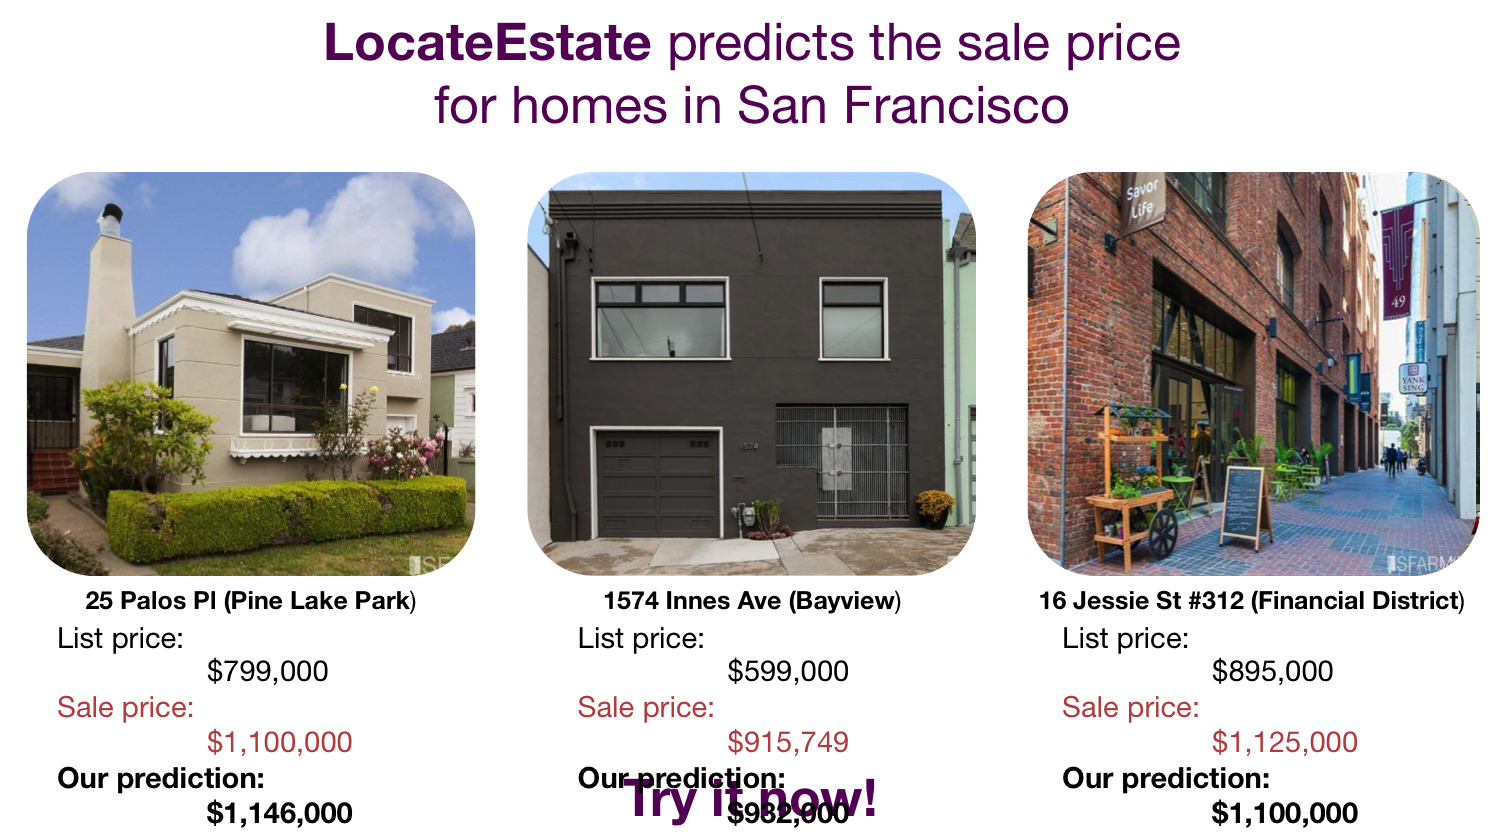 LocateEstate predicts the sale price
for homes in San Francisco
Savor
Life
49
YANK
SING
1574
SFARM
25 Palos Pl (Pine Lake Park)
List price:
$799,000
Sale price:
$1,100,000
Our prediction:
$1,146,000
1574 Innes Ave (Bayview)
List price:
$599,000
Sale price:
$915,749
Our prediction:
$932,000
16 Jessie St #312 (Financial District)
List price:
$895,000
Sale price:
$1,125,000
Our prediction:
$1,100,000
Try it now!